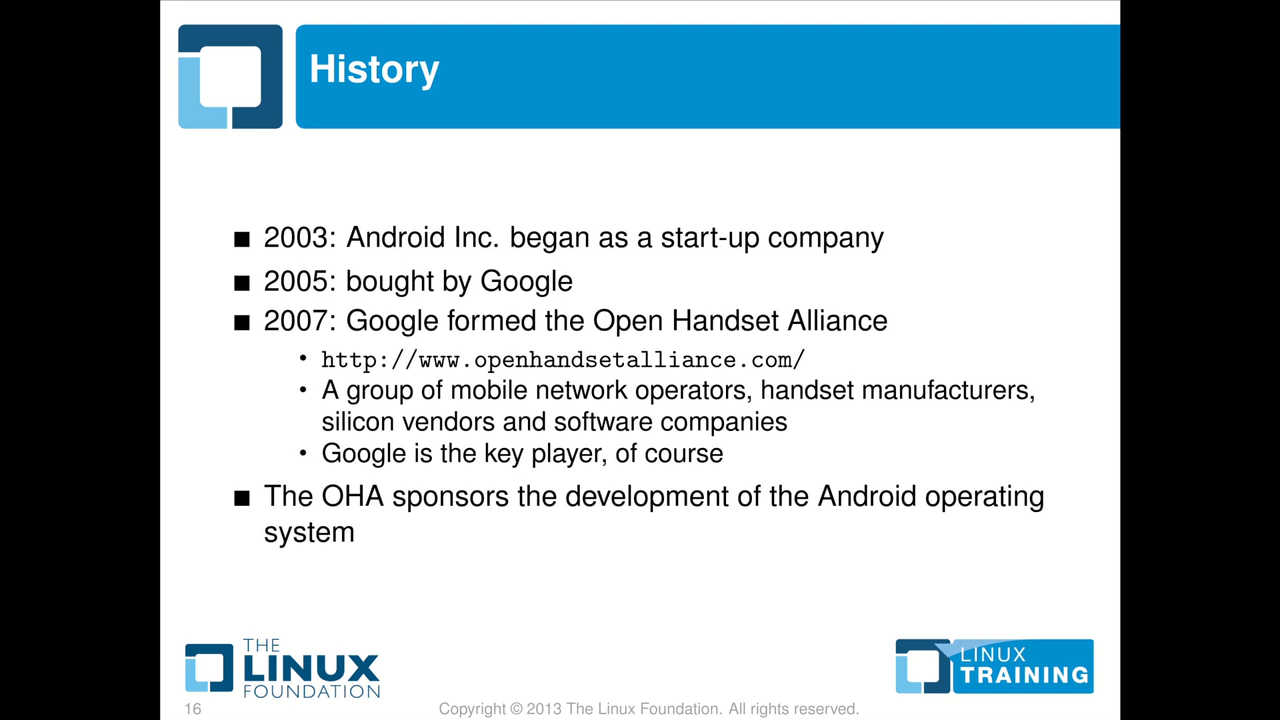 History
■ 2003: Android Inc. began as a start-up company
■ 2005: bought by Google
■ 2007: Google formed the Open Handset Alliance
• http://www.openhandsetalliance.com/
• A group of mobile network operators, handset manufacturers,
silicon vendors and software companies
• Google is the key player, of course
■ The OHA sponsors the development of the Android operating
system
THE
LINUX
FOUNDATION
LINUX
TRAINING
16
Copyright © 2013 The Linux Foundation. All rights reserved.